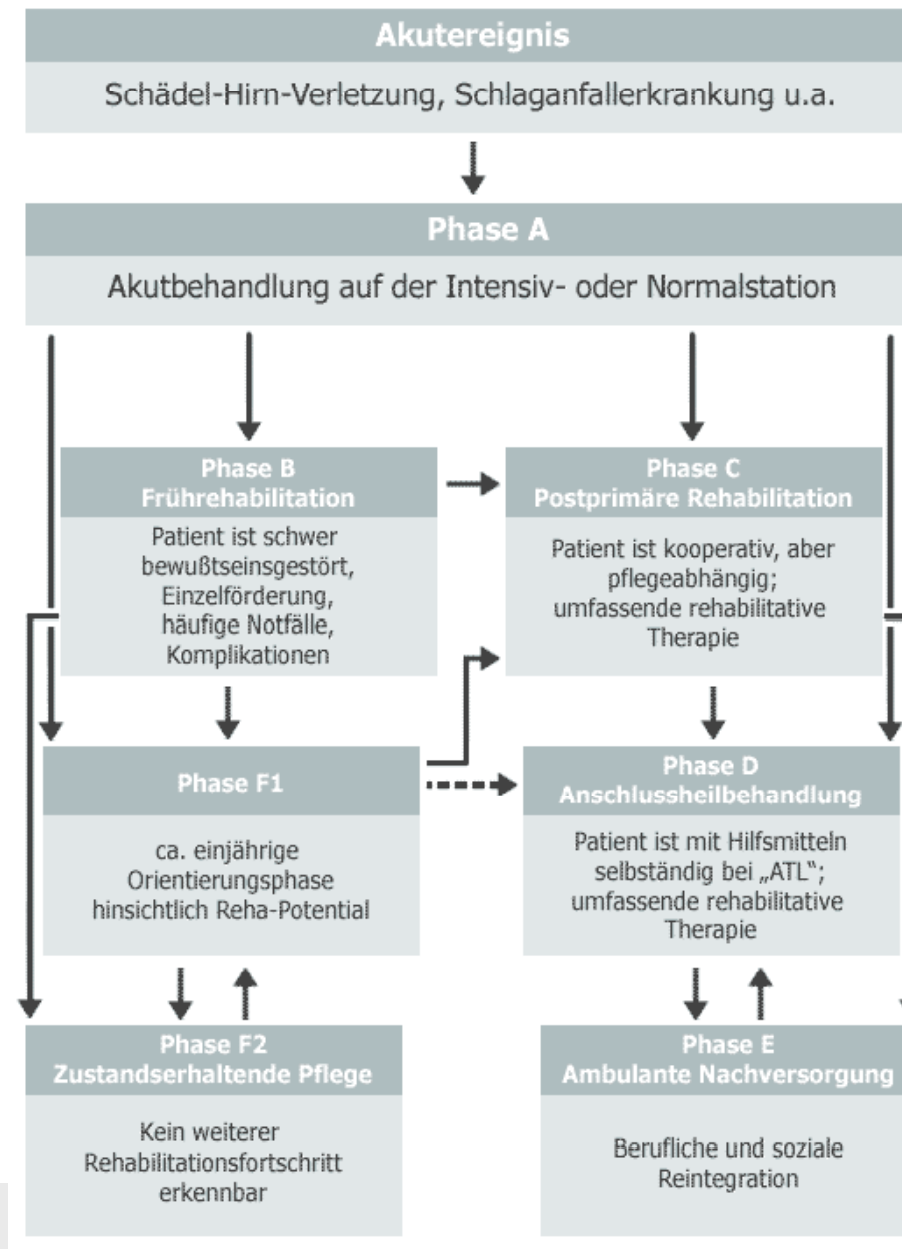 Akutereignis
Schädel-Hirn-Verletzung, Schlaganfallerkrankung u.a.
Phase A
Akutbehandlung auf der Intensiv- oder Normalstation
Phase B
Frührehabilitation
Patient ist schwer
bewußtseinsgestört,
Einzelförderung,
häufige Notfälle,
Komplikationen
Phase C
Postprimäre Rehabilitation
Patient ist kooperativ, aber
pflegeabhängig;
umfassende rehabilitative
Therapie
Phase F1
ca. einjährige
Orientierungsphase
hinsichtlich Reha-Potential
Phase D
Anschlussheilbehandlung
Patient ist mit Hilfsmitteln
selbständig bei „ATL“;
umfassende rehabilitative
Therapie
Phase F2
Zustandserhaltende Pflege
Kein weiterer
Rehabilitationsfortschritt
erkennbar
Phase E
Ambulante Nachversorgung
Berufliche und soziale
Reintegration